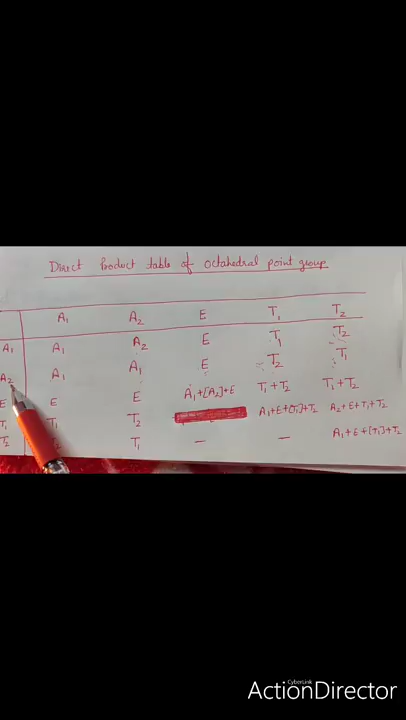 Direct Product table of octahedral point group
A₁ A₂ E T₁ T₂
A₁ A₁ A₂ E T₁ T₂
A₂ A₁ A₁ E T₂ T₁
E E E A₁+[A₂]+E T₁+T₂ T₁+T₂
T₁ T₁ T₂ A₁+E+[T₁]+T₂ A₂+E+T₁+T₂
T₂ T₂ T₁ – – A₁+E+[T₁]+T₂
CyberLink
ActionDirector